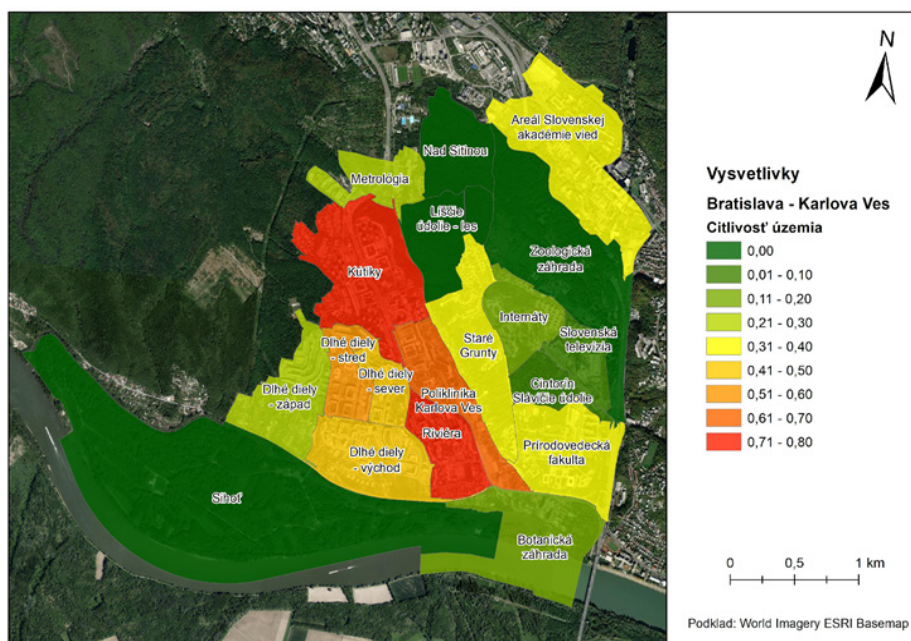 N
Areál Slovenskej
akadémie vied
Nad Sitinou
Metrológia
Líščie
údolie - les
Zoologická
záhrada
Kútiky
Internáty
Slovenská
televízia
Staré
Grunty
Dlhé diely
- stred
Dlhé diely
- sever
Dlhé diely
- západ
Poliklinika
Karlova Ves
Cintorín
Slávičie údolie
Riviéra
Dlhé diely
- východ
Prírodovedecká
fakulta
Sihoť
Botanická
záhrada
Vysvetlivky
Bratislava - Karlova Ves
Citlivosť územia
0,00
0,01 - 0,10
0,11 - 0,20
0,21 - 0,30
0,31 - 0,40
0,41 - 0,50
0,51 - 0,60
0,61 - 0,70
0,71 - 0,80
0 0,5 1 km
Podklad: World Imagery ESRI Basemap